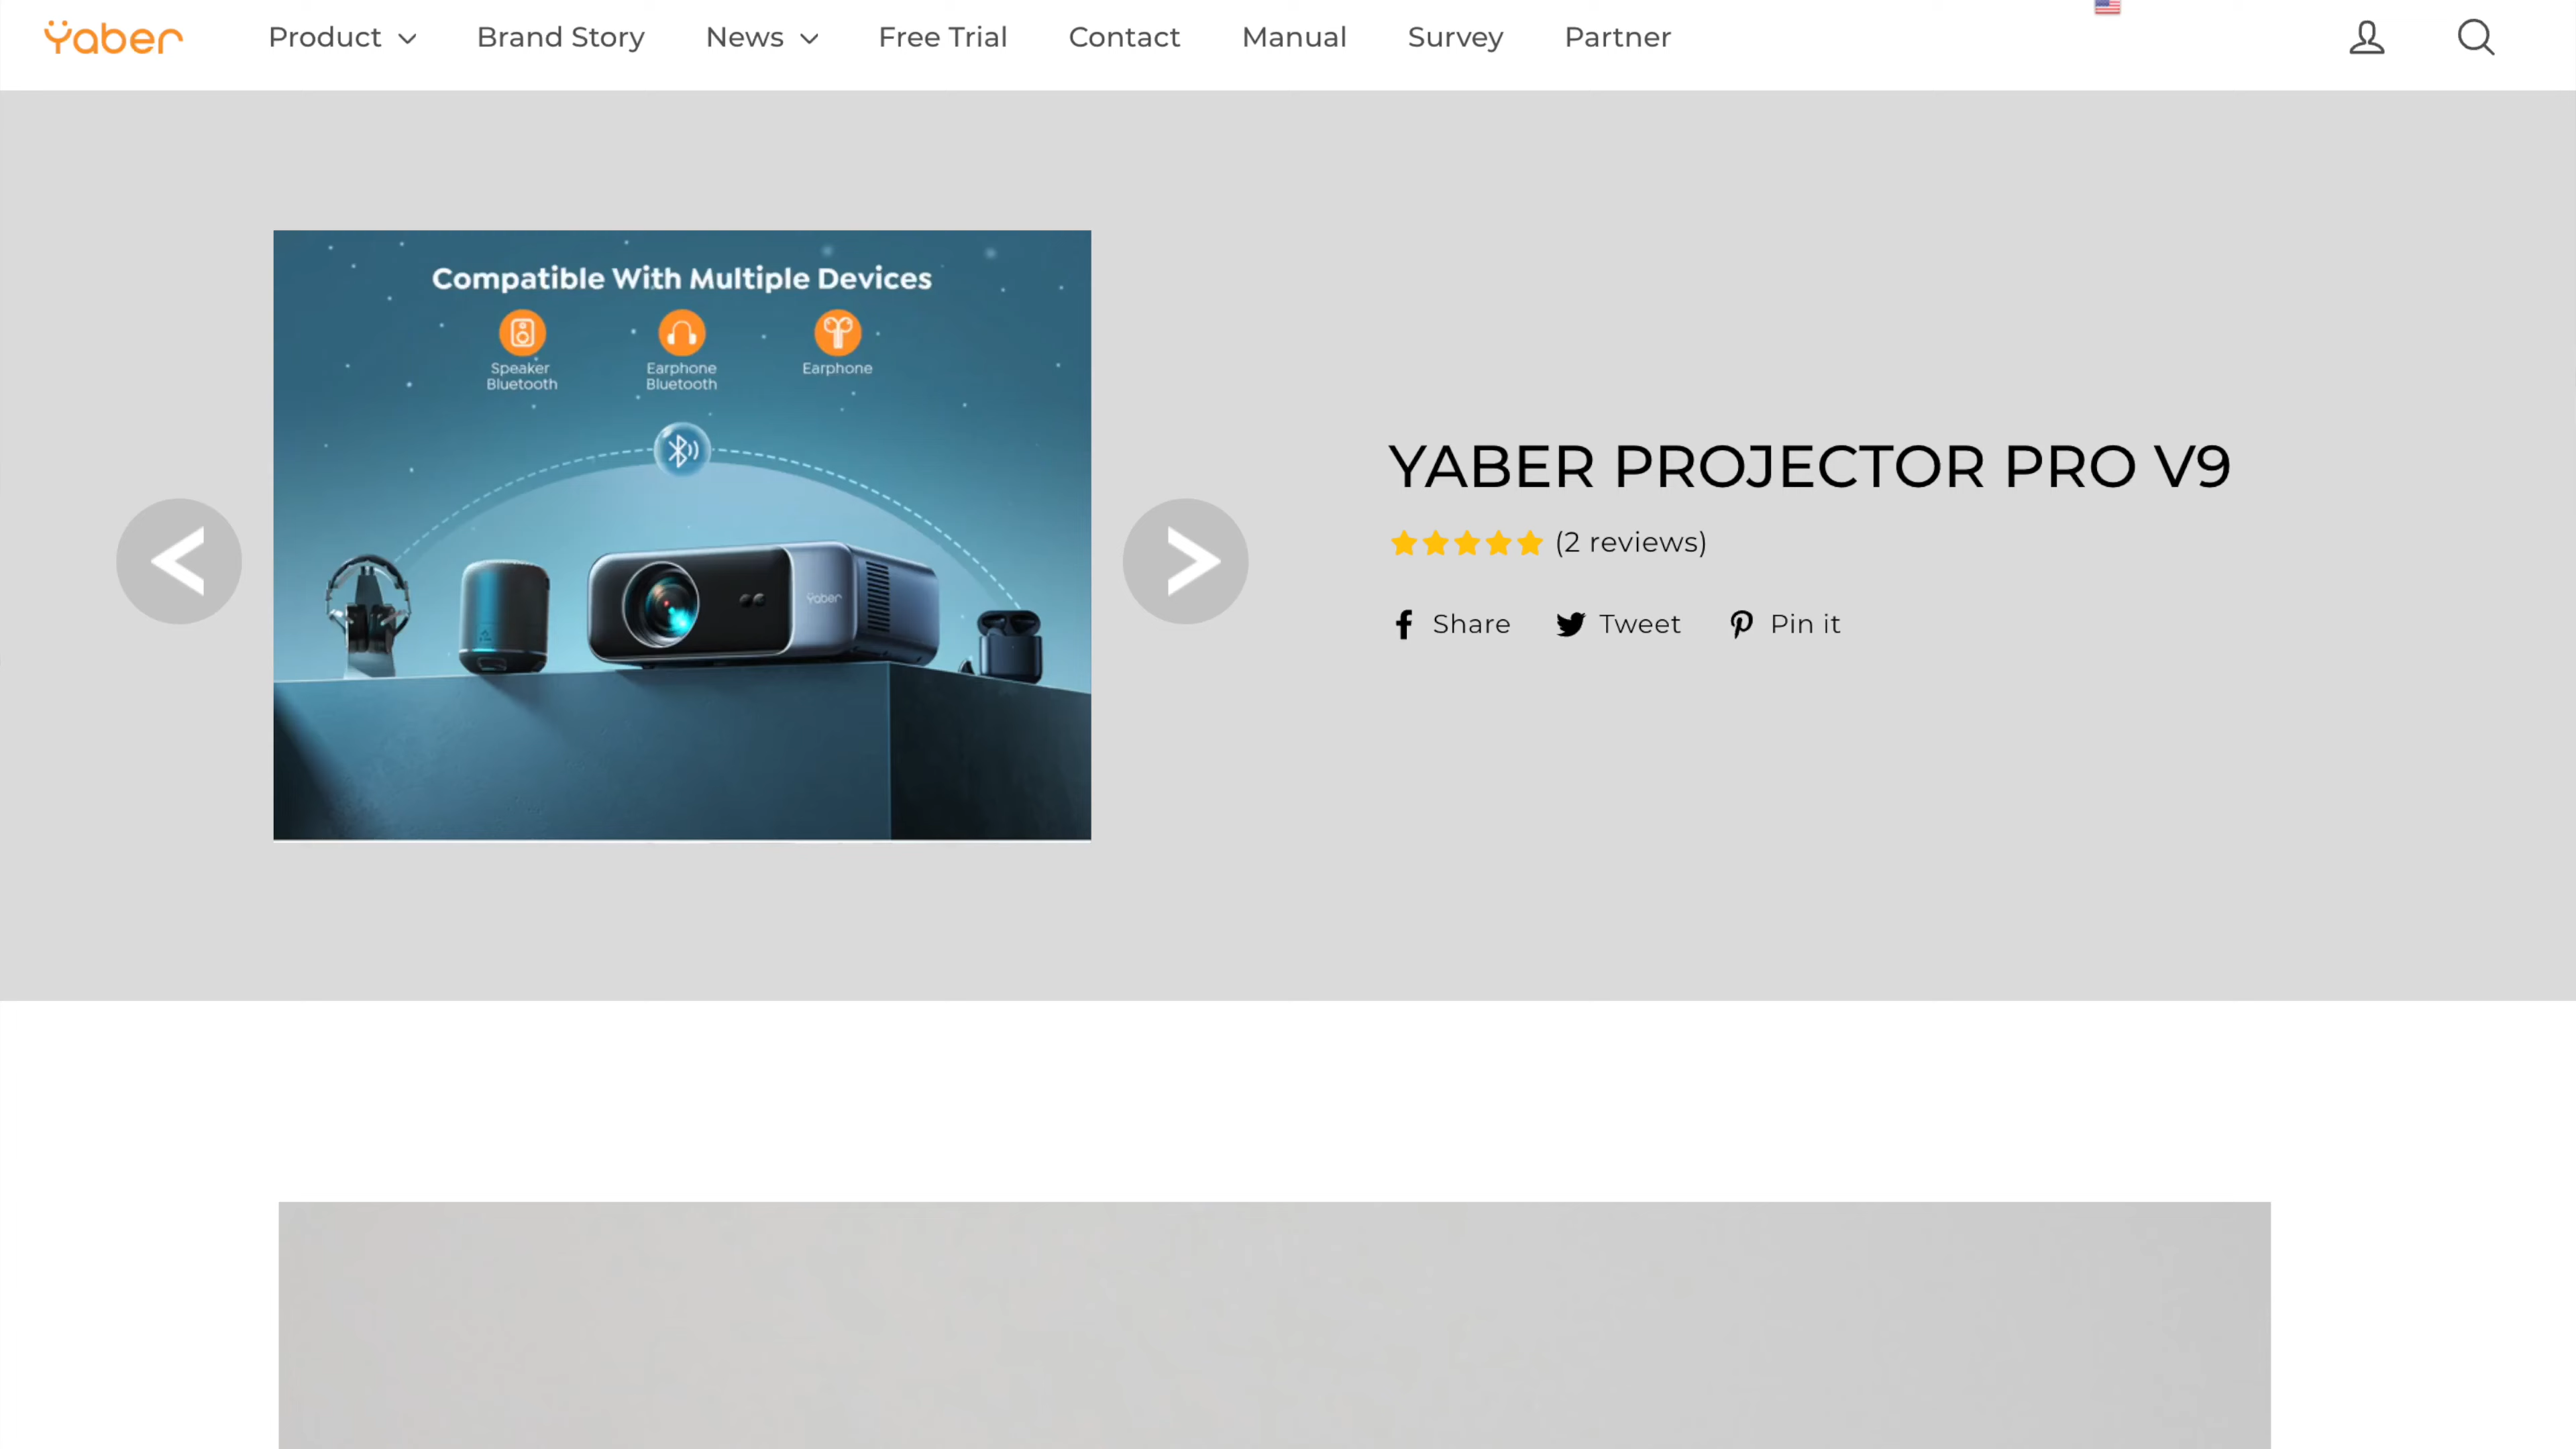 Yaber
Product
Brand Story
News
Free Trial
Contact
Manual
Survey
Partner
Compatible With Multiple Devices
Speaker
Bluetooth
Earphone
Bluetooth
Earphone
Yaber
YABER PROJECTOR PRO V9
(2 reviews)
Share
Tweet
Pin it